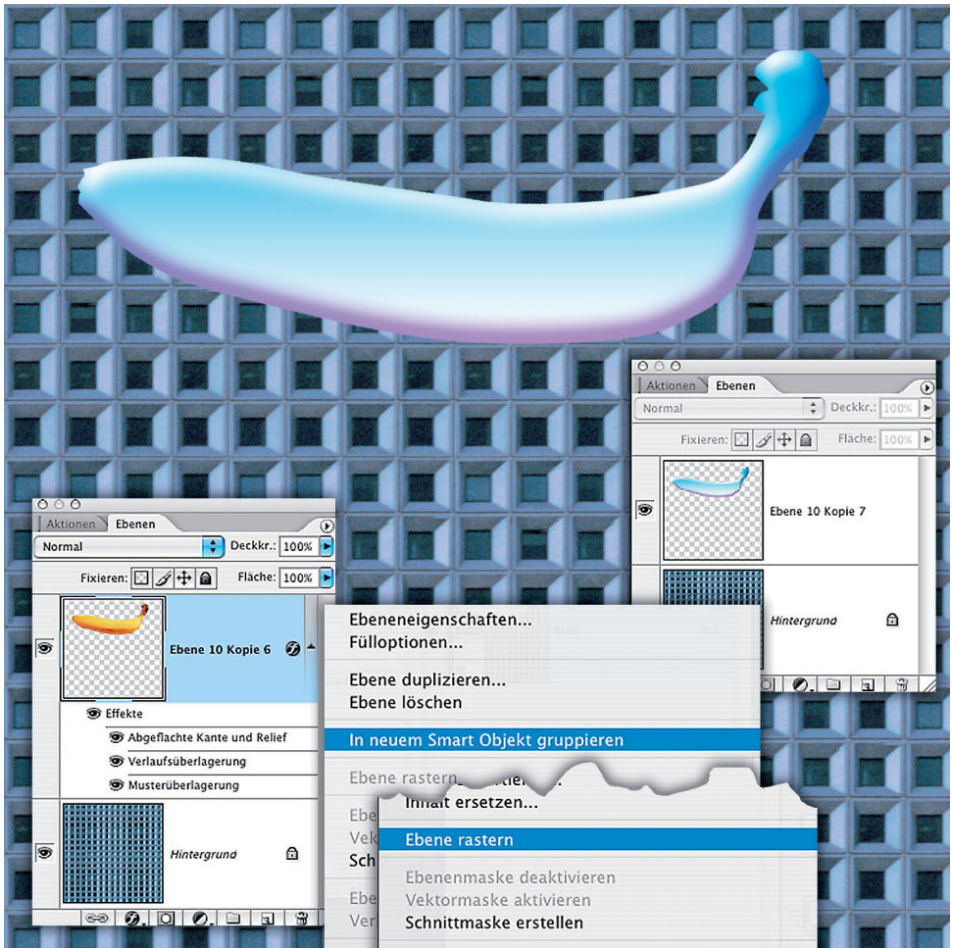 Aktionen Ebenen
Normal Deckkr.: 100%
Fixieren: Fläche: 100%
Ebene 10 Kopie 7
Hintergrund
Aktionen Ebenen
Normal Deckkr.: 100%
Fixieren: Fläche: 100%
Ebene 10 Kopie 6
Effekte
Abgeflachte Kante und Relief
Verlaufsüberlagerung
Musterüberlagerung
Hintergrund
Ebeneneigenschaften...
Fülloptionen...
Ebene duplizieren...
Ebene löschen
In neuem Smart Objekt gruppieren
Ebene rastern
Inhalt ersetzen...
Ebene rastern
Ebenenmaske deaktivieren
Vektormaske aktivieren
Schnittmaske erstellen